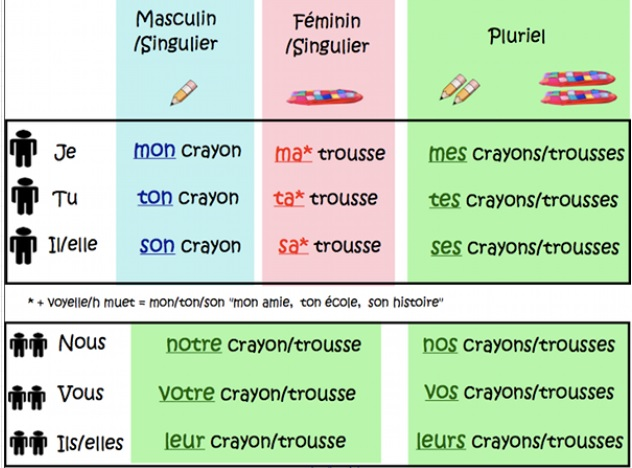 Masculin
/Singulier
Féminin
/Singulier
Pluriel
Je mon crayon ma* trousse mes crayons/trousses
Tu ton crayon ta* trousse tes crayons/trousses
Il/elle son crayon sa* trousse ses crayons/trousses
* + voyelle/h muet = mon/ton/son "mon amie, ton école, son histoire"
Nous notre crayon/trousse nos crayons/trousses
Vous votre crayon/trousse vos crayons/trousses
Ils/elles leur crayon/trousse leurs crayons/trousses